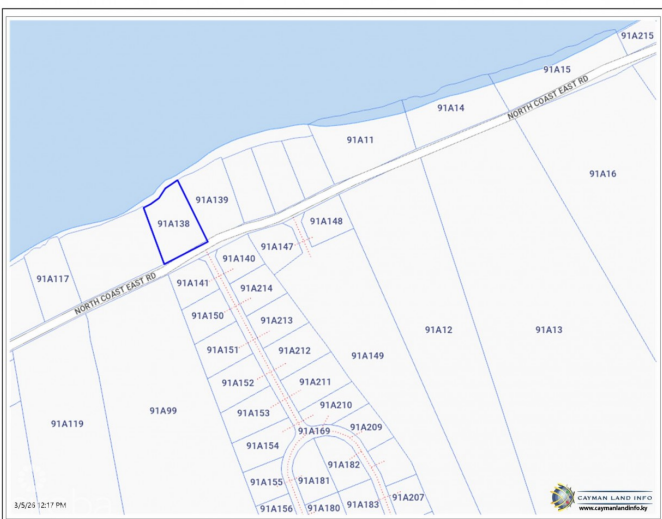 91A215
91A15
NORTH COAST EAST RD
91A14
91A11
91A16
91A139
91A138
91A148
91A147
91A140
91A117
NORTH COAST EAST RD
91A141
91A214
91A150
91A213
91A12
91A13
91A151
91A212
91A149
91A152
91A211
91A99
91A153
91A210
91A119
91A169
91A209
91A154
91A182
91A155
91A181
91A207
91A156
91A180
91A183
3/5/26 12:17 PM
CAYMAN LAND INFO
www.caymanlandinfo.ky